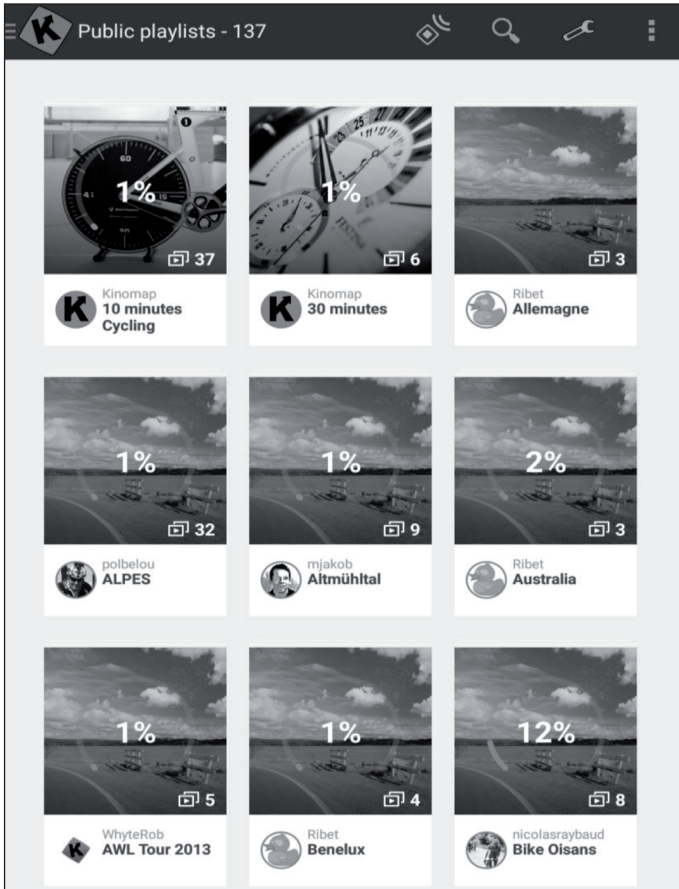 K Public playlists - 137
1%
37
Kinomap
10 minutes
Cycling
1%
6
Kinomap
30 minutes
3
Ribet
Allemagne
1%
32
polbelou
ALPES
1%
9
mjakob
Altmühltal
2%
3
Ribet
Australia
1%
5
WhyteRob
AWL Tour 2013
1%
4
Ribet
Benelux
12%
8
nicolasraybaud
Bike Oisans